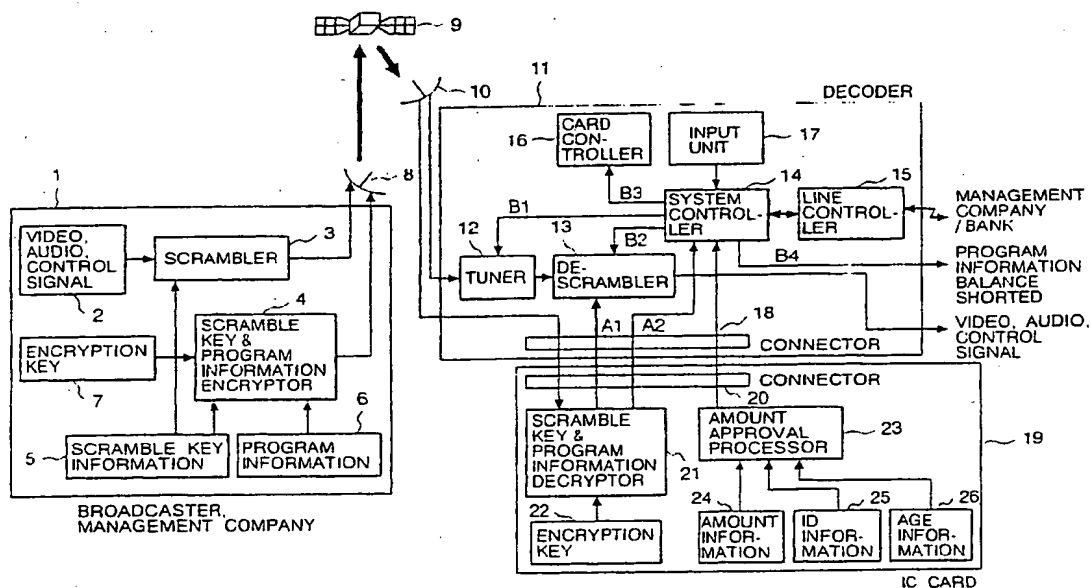 9
10
11
DECODER
16
CARD
CON-
TROLLER
INPUT
UNIT
17
1
8
14
15
B3
SYSTEM
CONTROL-
LER
LINE
CONTROL-
LER
MANAGEMENT
COMPANY
/BANK
VIDEO,
AUDIO,
CONTROL
SIGNAL
2
3
SCRAMBLER
B1
12
13
B2
B4
TUNER
DE-
SCRAMBLER
PROGRAM
INFORMATION
BALANCE
SHORTED
4
SCRAMBLE
KEY &
PROGRAM
INFORMATION
ENCRYPTOR
ENCRYPTION
KEY
7
A1
A2
18
CONNECTOR
VIDEO, AUDIO,
CONTROL
SIGNAL
CONNECTOR
20
5
SCRAMBLE KEY
INFORMATION
6
PROGRAM
INFORMATION
BROADCASTER,
MANAGEMENT COMPANY
SCRAMBLE
KEY &
PROGRAM
INFORMATION
DECRYPTOR
21
AMOUNT
APPROVAL
PROCESSOR
23
19
22
ENCRYPTION
KEY
24
AMOUNT
INFOR-
MATION
25
ID INFOR-
MATION
26
AGE INFOR-
MATION
IC CARD